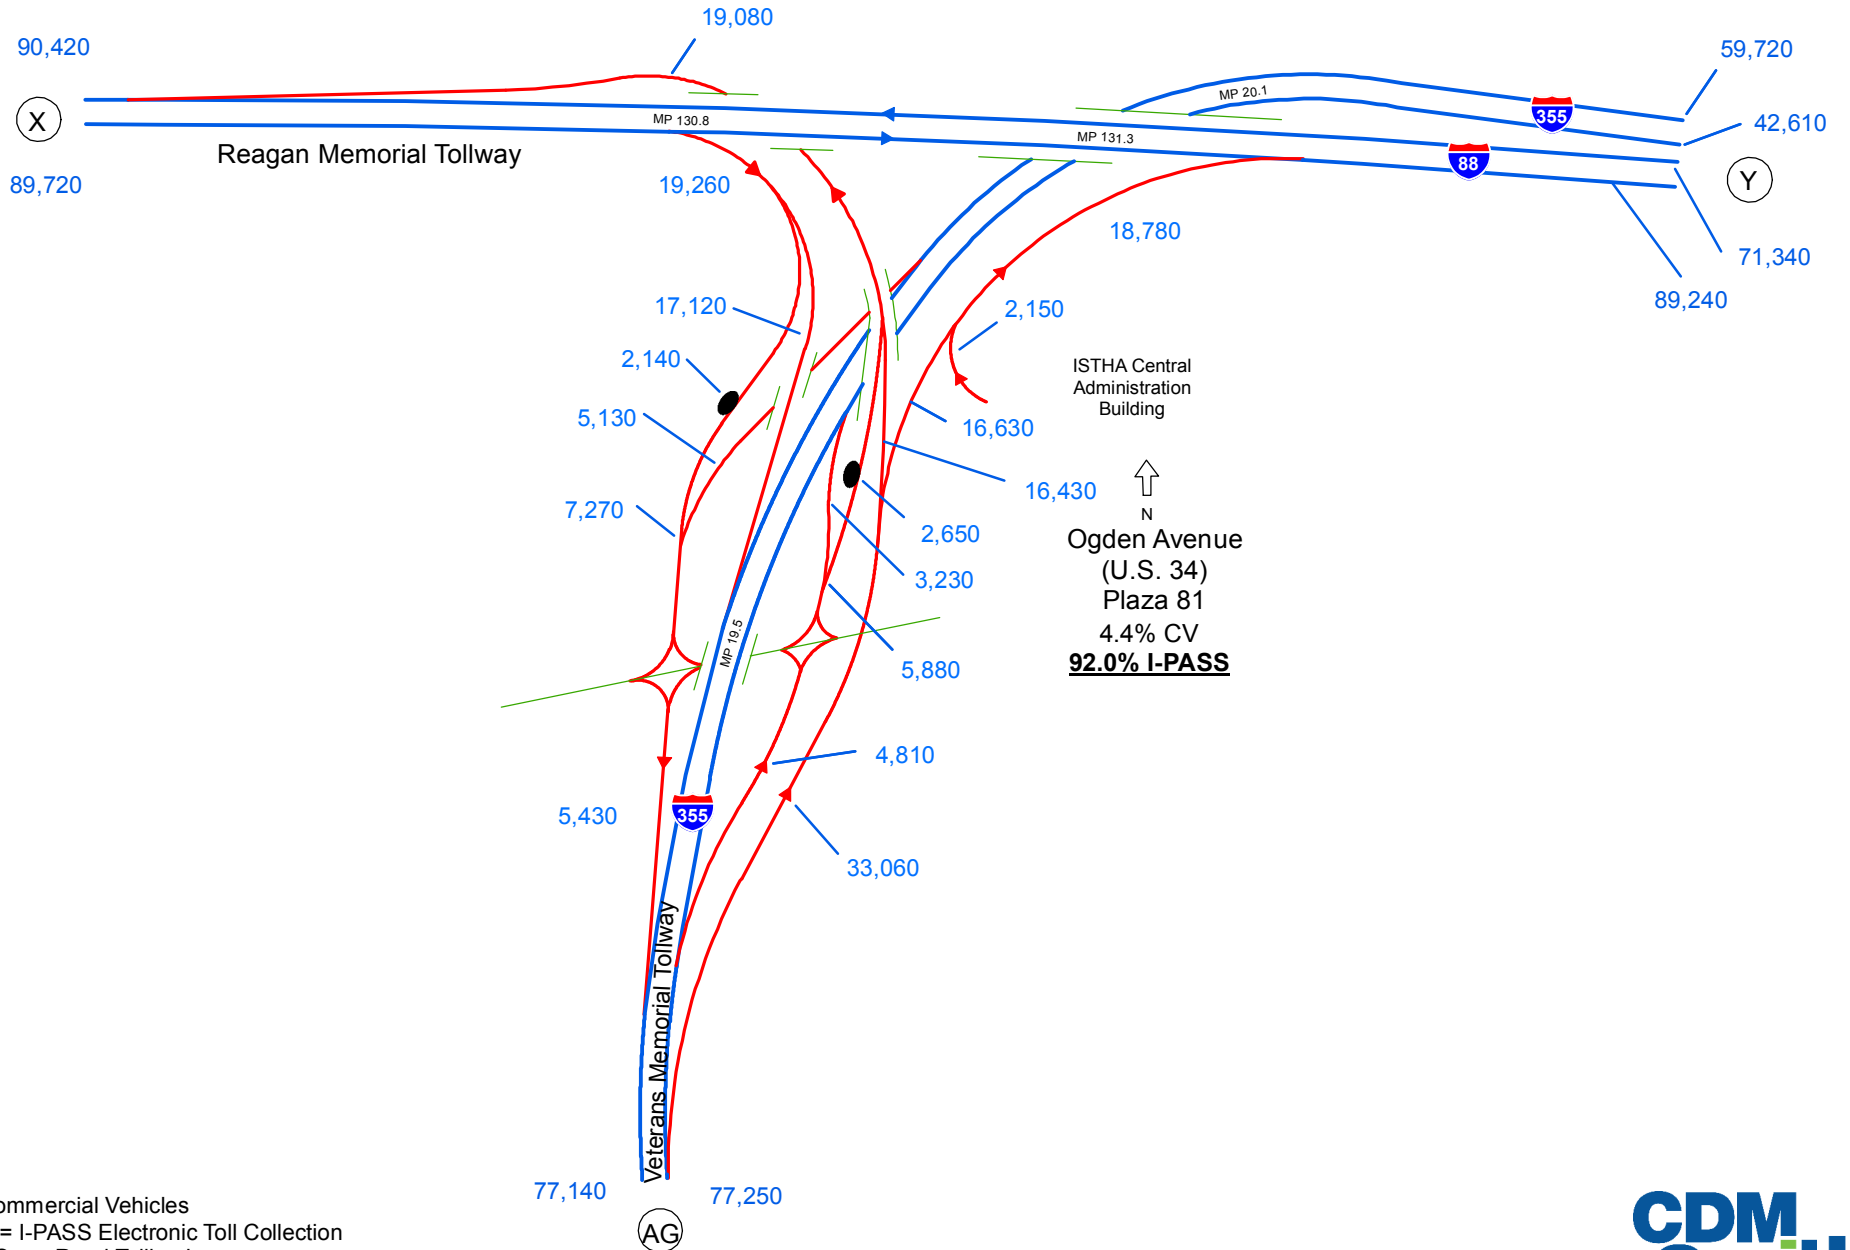 19,080
90,420
59,720
MP 20.1
355
X
42,610
MP 130.8
MP 131.3
Reagan Memorial Tollway
88
Y
89,720
19,260
18,780
71,340
89,240
17,120
2,150
2,140
ISTHA Central
Administration
Building
5,130
16,630
16,430
7,270
N
2,650
Ogden Avenue
(U.S. 34)
Plaza 81
4.4% CV
92.0% I-PASS
3,230
MP 19.5
5,880
4,810
5,430
355
33,060
Veterans Memorial Tollway
77,140
77,250
AG
ommercial Vehicles
= I-PASS Electronic Toll Collection
CDM